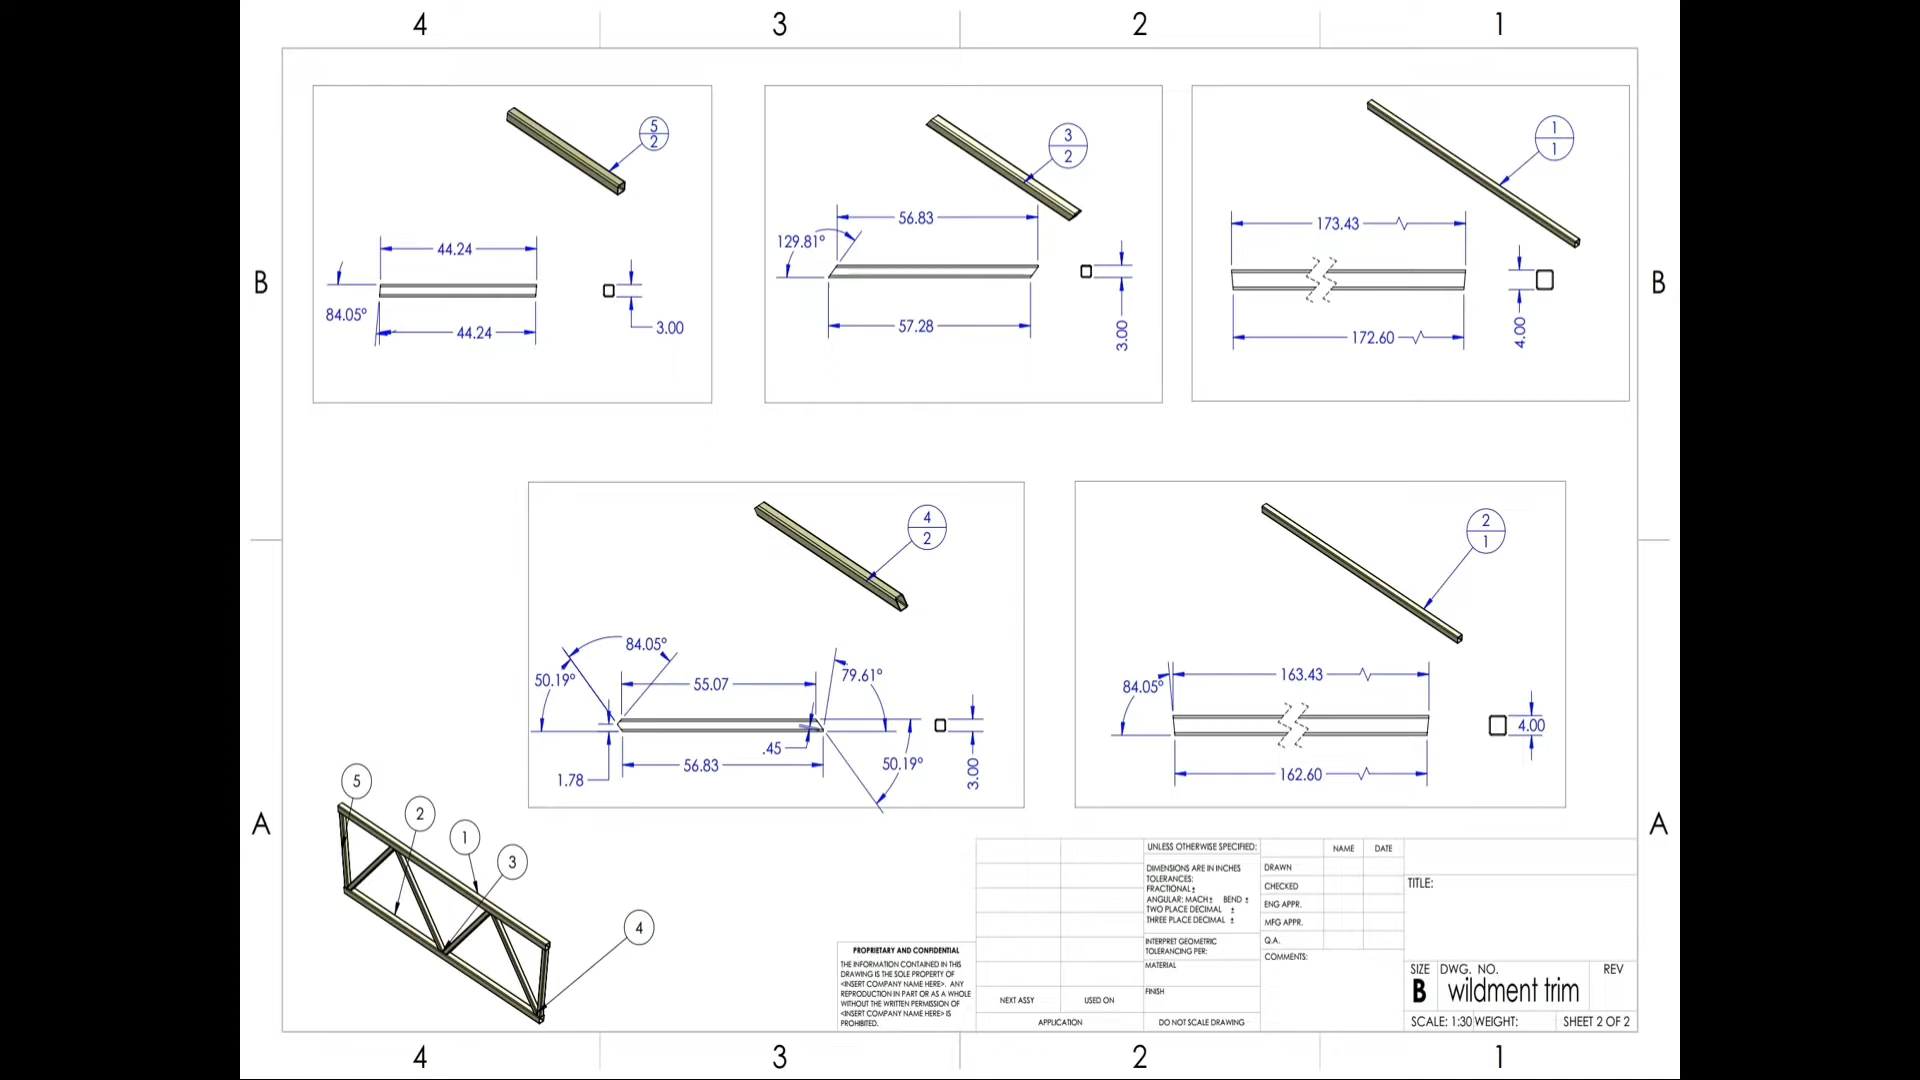 4 3 2 1
B B
5
2
44.24
84.05°
44.24
3.00
3
2
56.83
129.81°
57.28
3.00
1
1
173.43
172.60
4.00
4
2
84.05°
50.19°
55.07
79.61°
.45
1.78
56.83
50.19°
3.00
2
1
163.43
84.05°
162.60
4.00
A A
5
2
1
3
4
PROPRIETARY AND CONFIDENTIAL
THE INFORMATION CONTAINED IN THIS
DRAWING IS THE SOLE PROPERTY OF
<INSERT COMPANY NAME HERE>. ANY
REPRODUCTION IN PART OR AS A WHOLE
WITHOUT THE WRITTEN PERMISSION OF
<INSERT COMPANY NAME HERE> IS
PROHIBITED.
NEXT ASSY USED ON
APPLICATION
UNLESS OTHERWISE SPECIFIED:
DIMENSIONS ARE IN INCHES
TOLERANCES:
FRACTIONAL±
ANGULAR: MACH± BEND ±
TWO PLACE DECIMAL ±
THREE PLACE DECIMAL ±
INTERPRET GEOMETRIC
TOLERANCING PER:
MATERIAL
FINISH
DO NOT SCALE DRAWING
NAME DATE
DRAWN
CHECKED
ENG APPR.
MFG APPR.
Q.A.
COMMENTS:
TITLE:
SIZE DWG. NO. REV
B wildment trim
SCALE: 1:30 WEIGHT: SHEET 2 OF 2
4 3 2 1